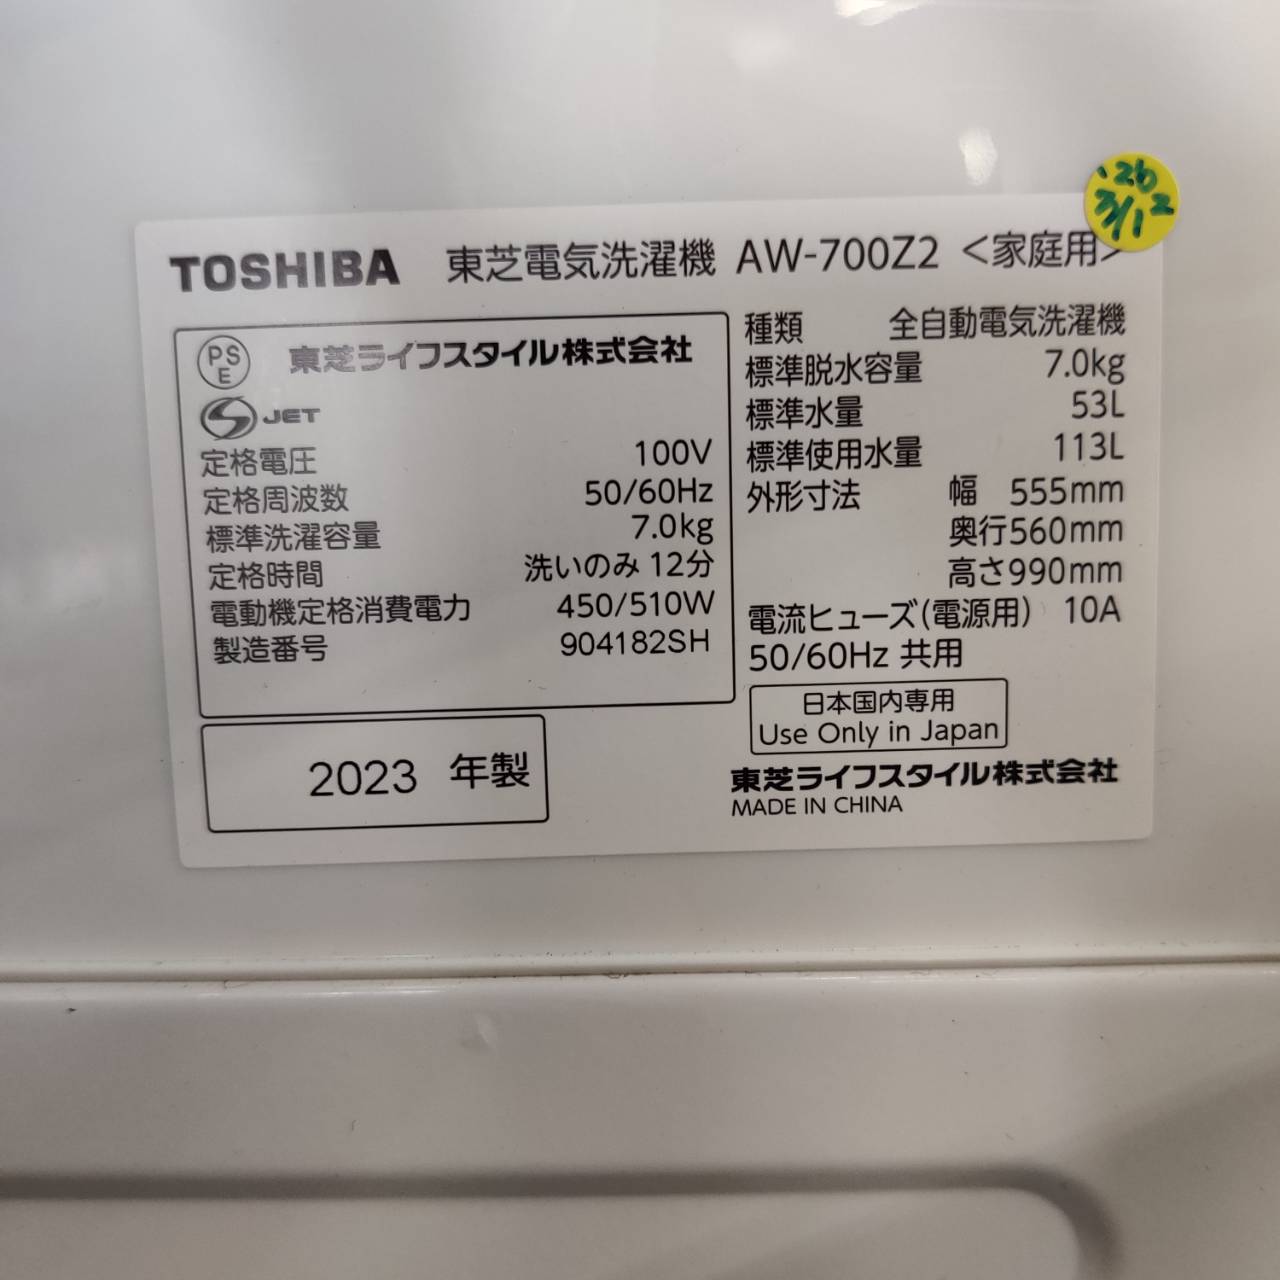 '26
3/12
TOSHIBA 東芝電気洗濯機 AW-700Z2 <家庭用>
PSE 東芝ライフスタイル株式会社
S JET
定格電圧 100V
定格周波数 50/60Hz
標準洗濯容量 7.0kg
定格時間 洗いのみ 12分
電動機定格消費電力 450/510W
製造番号 904182SH
2023 年製
種類 全自動電気洗濯機
標準脱水容量 7.0kg
標準水量 53L
標準使用水量 113L
外形寸法 幅 555mm
奥行560mm
高さ990mm
電流ヒューズ(電源用) 10A
50/60Hz 共用
日本国内専用
Use Only in Japan
東芝ライフスタイル株式会社
MADE IN CHINA